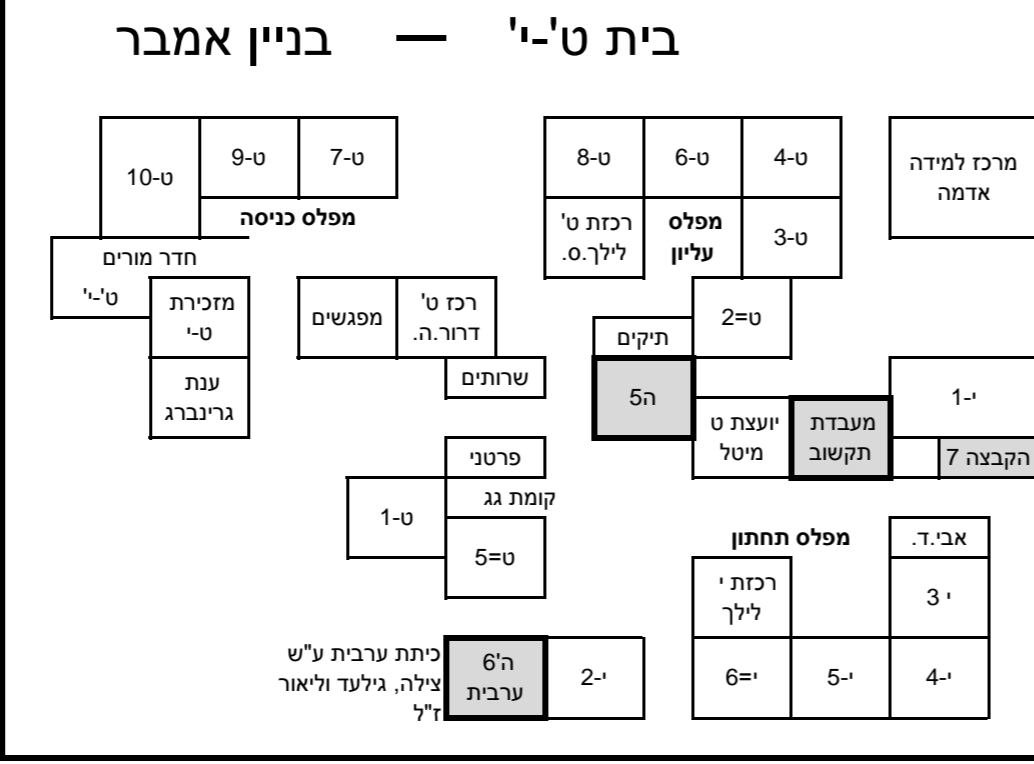 בית ט'-י' — בניין אמבר
מרכז למידה
אדמה
ט-4
ט-6
ט-8
ט-3
מפלס
עליון
רכזת ט'
לילך.ס.
ט-7
ט-9
ט-10
מפלס כניסה
חדר מורים
ט'-י'
מזכירת
ט-י
ענת
גרינברג
רכז ט'
דרור.ה.
מפגשים
שרותים
ט=2
תיקים
ה5
יועצת ט
מיטל
מעבדת
תקשוב
י-1
הקבצה 7
פרטני
קומת גג
ט-1
ט=5
מפלס תחתון
אבי.ד.
י 3
רכזת י
לילך
י-4
י-5
י=6
י-2
ה'6
ערבית
כיתת ערבית ע"ש
צילה, גילעד וליאור
ז"ל